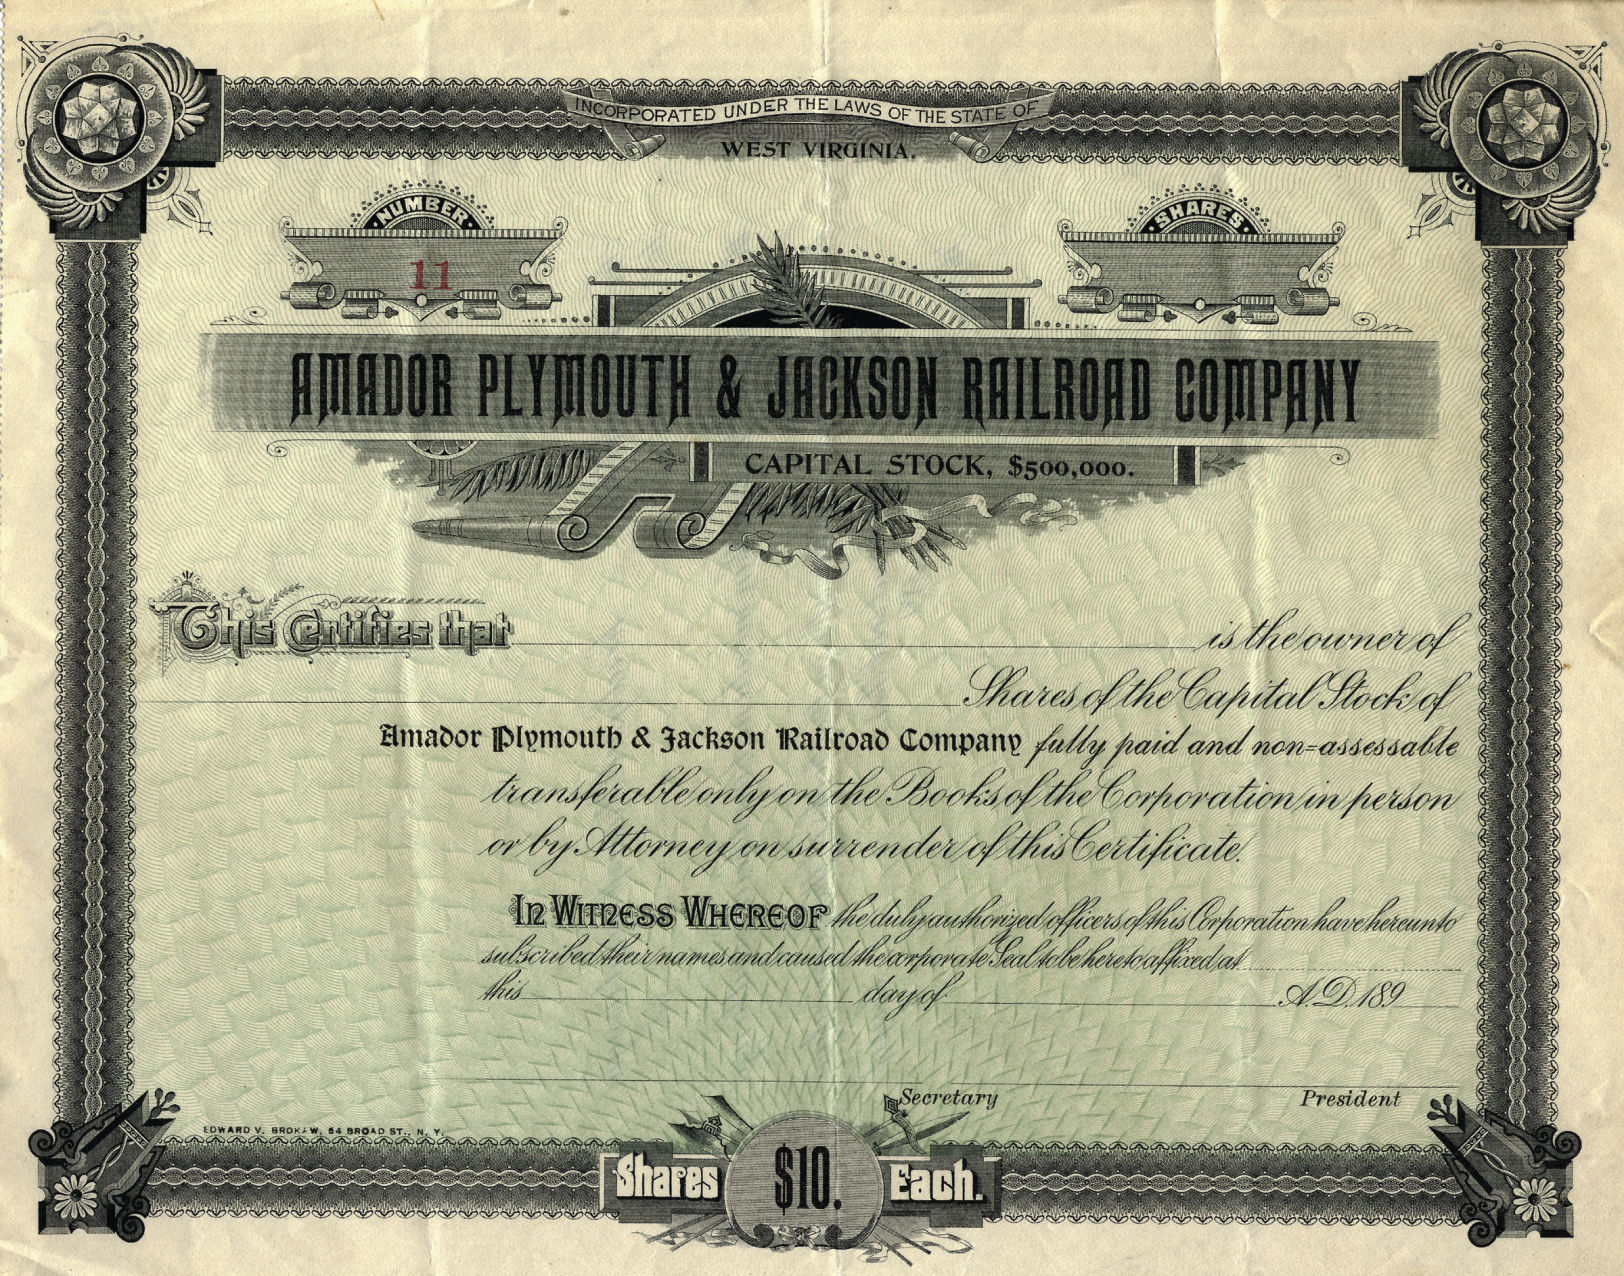 INCORPORATED UNDER THE LAWS OF THE STATE OF
WEST VIRGINIA.
NUMBER
SHARES
11
AMADOR PLYMOUTH & JACKSON RAILROAD COMPANY
CAPITAL STOCK, $500,000.
This Certifies that is the owner of
Shares of the Capital Stock of
Amador Plymouth & Jackson Railroad Company fully paid and non-assessable
transferable only on the Books of the Corporation in person
or by Attorney on surrender of this Certificate.
In Witness Whereof the duly authorized officers of this Corporation have hereunto
subscribed their names and caused the corporate Seal to be hereto affixed at
this day of A.D. 189
Secretary President
EDWARD V. BROKAW, 54 BROAD ST., N. Y.
Shares $10. Each.